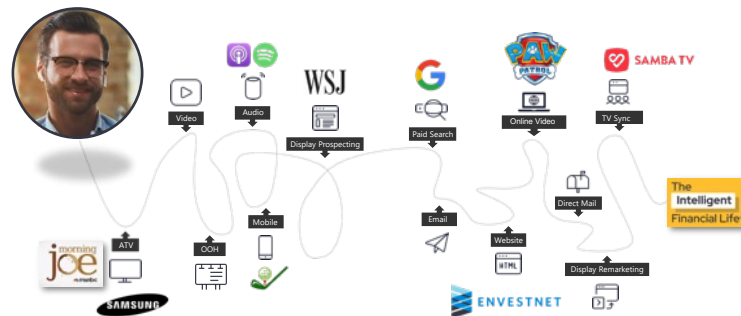 WSJ
SAMBA TV
Video
Audio
Display Prospecting
Paid Search
Online Video
TV Sync
PAW
PATROL
Direct Mail
The
Intelligent
Financial Life
ATV
OOH
Mobile
Email
Website
Display Remarketing
morning
joe
SAMSUNG
HTML
ENVESTNET